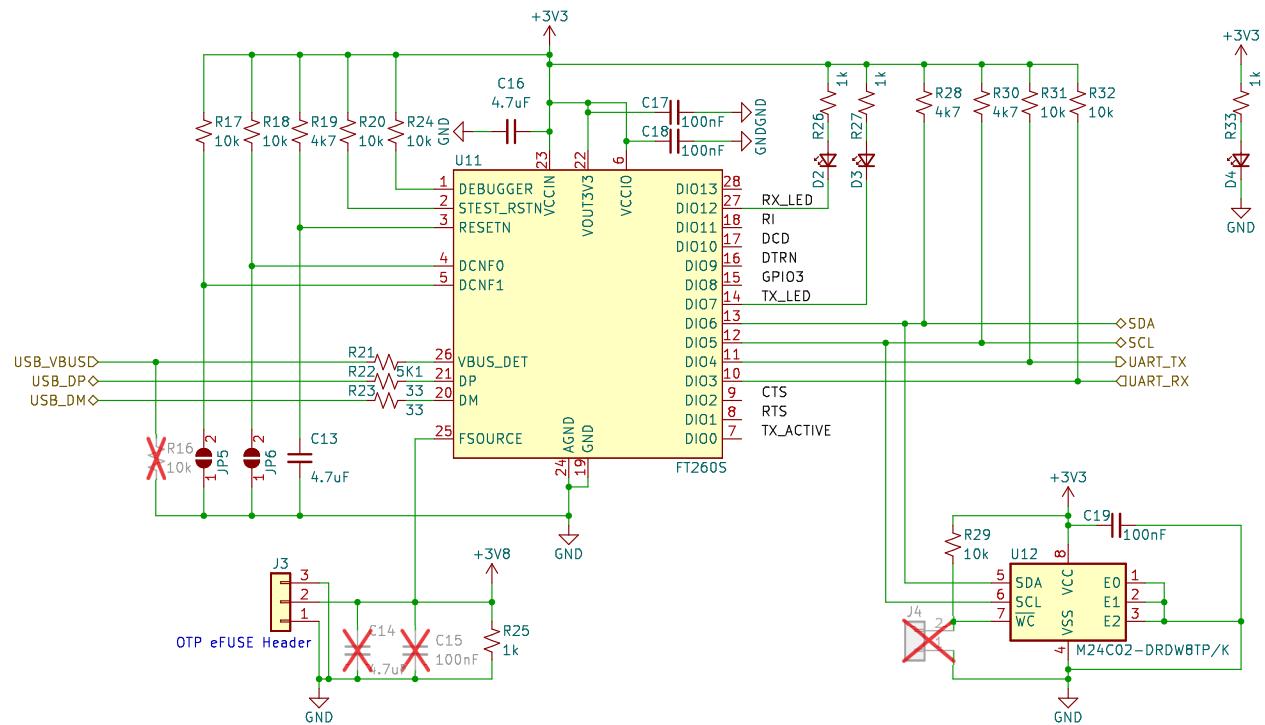 +3V3
+3V3
C16
4.7uF
GND
C17
100nF
GND
C18
100nF
GND
R17
10k
R18
10k
R19
4k7
R20
10k
R24
10k
1k
R26
D2
1k
R27
D3
R28
4k7
R30
4k7
R31
10k
R32
10k
1k
R33
D4
GND
U11
23
22
6
VCCIN
VOUT3V3
VCCIO
1 DEBUGGER
2 STEST_RSTN
3 RESETN
4 DCNF0
5 DCNF1
26 VBUS_DET
21 DP
20 DM
25 FSOURCE
DIO13 28
DIO12 27 RX_LED
DIO11 18 RI
DIO10 17 DCD
DIO9 16 DTRN
DIO8 15 GPIO3
DIO7 14 TX_LED
DIO6 13 SDA
DIO5 12 SCL
DIO4 11 UART_TX
DIO3 10 UART_RX
DIO2 9 CTS
DIO1 8 RTS
DIO0 7 TX_ACTIVE
AGND
GND
24
19
FT260S
GND
USB_VBUS
USB_DP
USB_DM
R21
5K1
R22
33
R23
33
R16
10k
2
JP5
1
2
JP6
1
C13
4.7uF
+3V8
J3
3
2
1
OTP eFUSE Header
C14
4.7uF
C15
100nF
R25
1k
GND
+3V3
C19
100nF
R29
10k
U12
8
VCC
5 SDA
6 SCL
7 WC
E0 1
E1 2
E2 3
VSS
4
M24C02-DRDW8TP/K
J4
2
1
GND